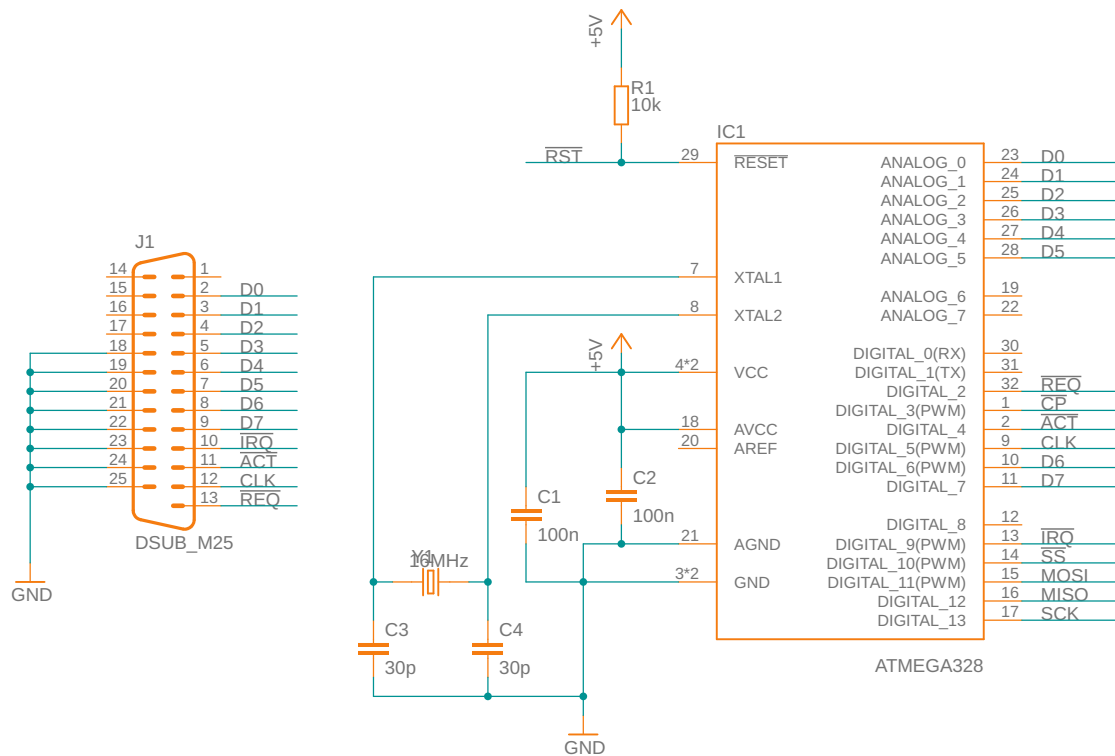 +5V
R1
10k
RST
IC1
29
RESET
ANALOG_0
23
D0
ANALOG_1
24
D1
ANALOG_2
25
D2
ANALOG_3
26
D3
ANALOG_4
27
D4
ANALOG_5
28
D5
7
XTAL1
ANALOG_6
19
8
XTAL2
ANALOG_7
22
+5V
4*2
VCC
18
AVCC
20
AREF
21
AGND
3*2
GND
DIGITAL_0(RX)
30
DIGITAL_1(TX)
31
DIGITAL_2
32
REQ
DIGITAL_3(PWM)
1
CP
DIGITAL_4
2
ACT
DIGITAL_5(PWM)
9
CLK
DIGITAL_6(PWM)
10
D6
DIGITAL_7
11
D7
DIGITAL_8
12
DIGITAL_9(PWM)
13
IRQ
DIGITAL_10(PWM)
14
SS
DIGITAL_11(PWM)
15
MOSI
DIGITAL_12
16
MISO
DIGITAL_13
17
SCK
ATMEGA328
J1
14
1
15
2
D0
16
3
D1
17
4
D2
18
5
D3
19
6
D4
20
7
D5
21
8
D6
22
9
D7
23
10
IRQ
24
11
ACT
25
12
CLK
13
REQ
DSUB_M25
GND
C1
100n
C2
100n
Y1
16MHz
C3
30p
C4
30p
GND